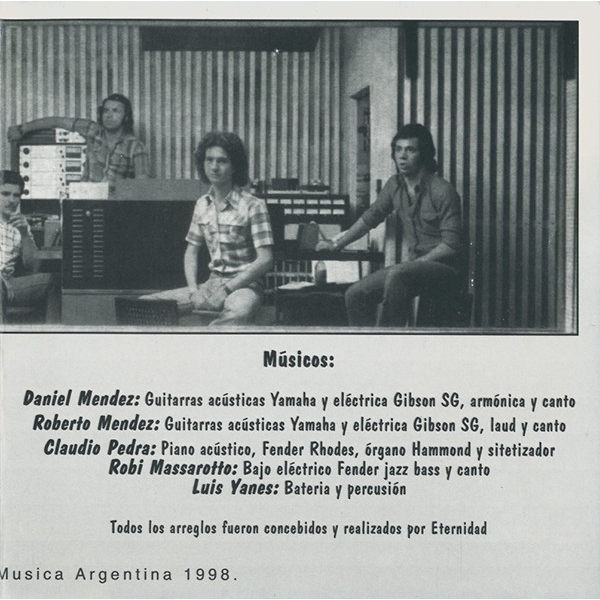 Músicos:
Daniel Mendez: Guitarras acústicas Yamaha y eléctrica Gibson SG, armónica y canto
Roberto Mendez: Guitarras acústicas Yamaha y eléctrica Gibson SG, laud y canto
Claudio Pedra: Piano acústico, Fender Rhodes, órgano Hammond y sitetizador
Robi Massarotto: Bajo eléctrico Fender jazz bass y canto
Luis Yanes: Bateria y percusión
Todos los arreglos fueron concebidos y realizados por Eternidad
Musica Argentina 1998.